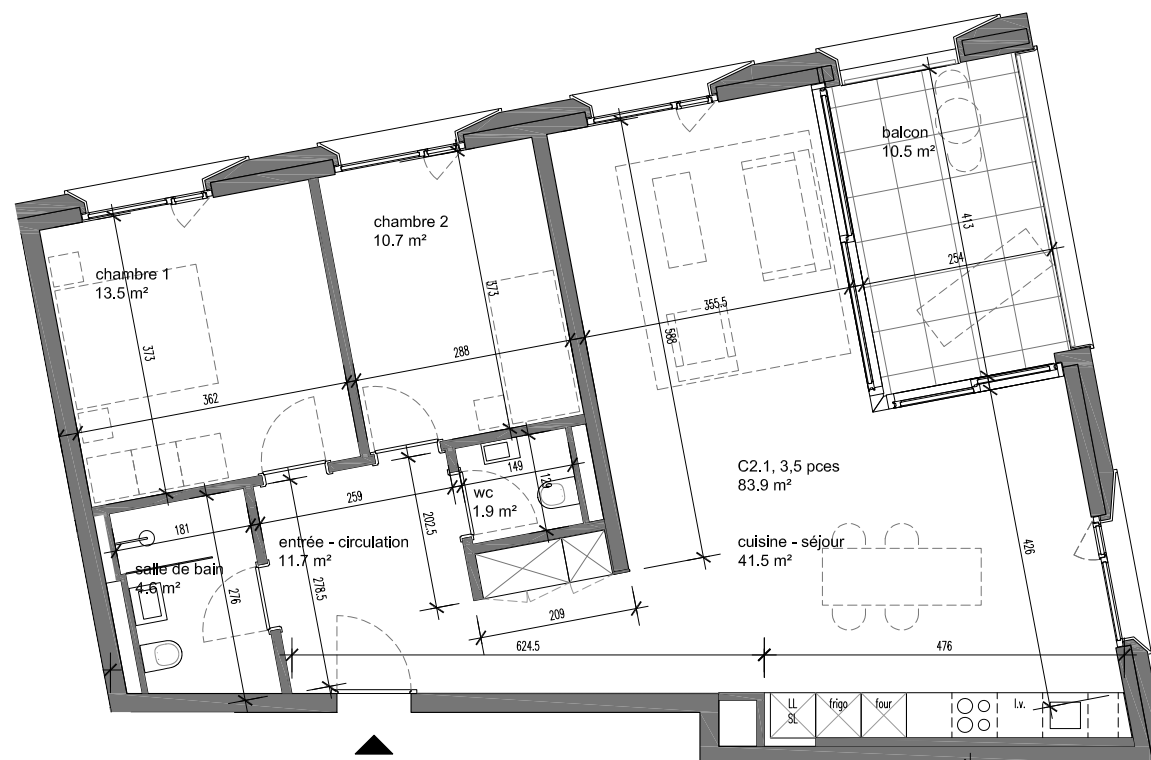 balcon
10.5 m²
chambre 2
10.7 m²
chambre 1
13.5 m²
413
254
373
355.5
588
373
288
362
C2.1, 3,5 pces
83.9 m²
149
129
259
wc
1.9 m²
202.5
181
entrée - circulation
11.7 m²
cuisine - séjour
41.5 m²
426
salle de bain
4.6 m²
276
278.5
209
624.5
476
LL
SL
frigo
four
l.v.